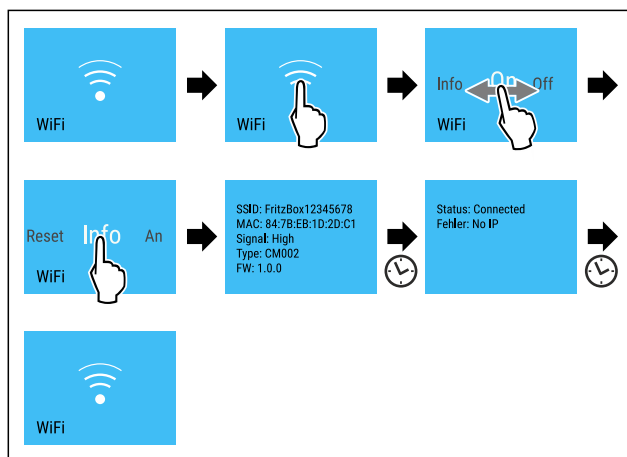 WiFi
WiFi
Info On Off
WiFi
Reset Info An
WiFi
SSID: FritzBox12345678
MAC: 84:7B:EB:1D:2D:C1
Signal: High
Type: CM002
FW: 1.0.0
Status: Connected
Fehler: No IP
WiFi